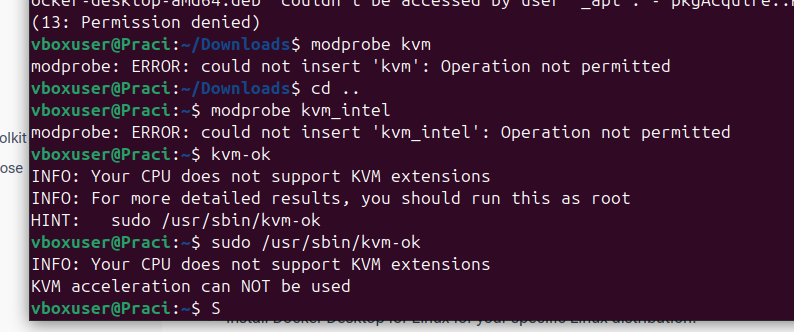 ocker-desktop-amd64.deb' couldn't be accessed by user '_apt'. - pkgAcquire::
(13: Permission denied)
vboxuser@Praci:~/Downloads$ modprobe kvm
modprobe: ERROR: could not insert 'kvm': Operation not permitted
vboxuser@Praci:~/Downloads$ cd ..
vboxuser@Praci:~$ modprobe kvm_intel
modprobe: ERROR: could not insert 'kvm_intel': Operation not permitted
olkit
vboxuser@Praci:~$ kvm-ok
ose
INFO: Your CPU does not support KVM extensions
INFO: For more detailed results, you should run this as root
HINT:   sudo /usr/sbin/kvm-ok
vboxuser@Praci:~$ sudo /usr/sbin/kvm-ok
INFO: Your CPU does not support KVM extensions
KVM acceleration can NOT be used
vboxuser@Praci:~$ S
Install Docker Desktop for Linux for your specific Linux distribution.